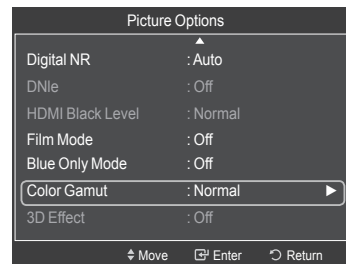 Picture Options
Digital NR : Auto
DNIe : Off
HDMI Black Level : Normal
Film Mode : Off
Blue Only Mode : Off
Color Gamut : Normal
3D Effect : Off
Move Enter Return